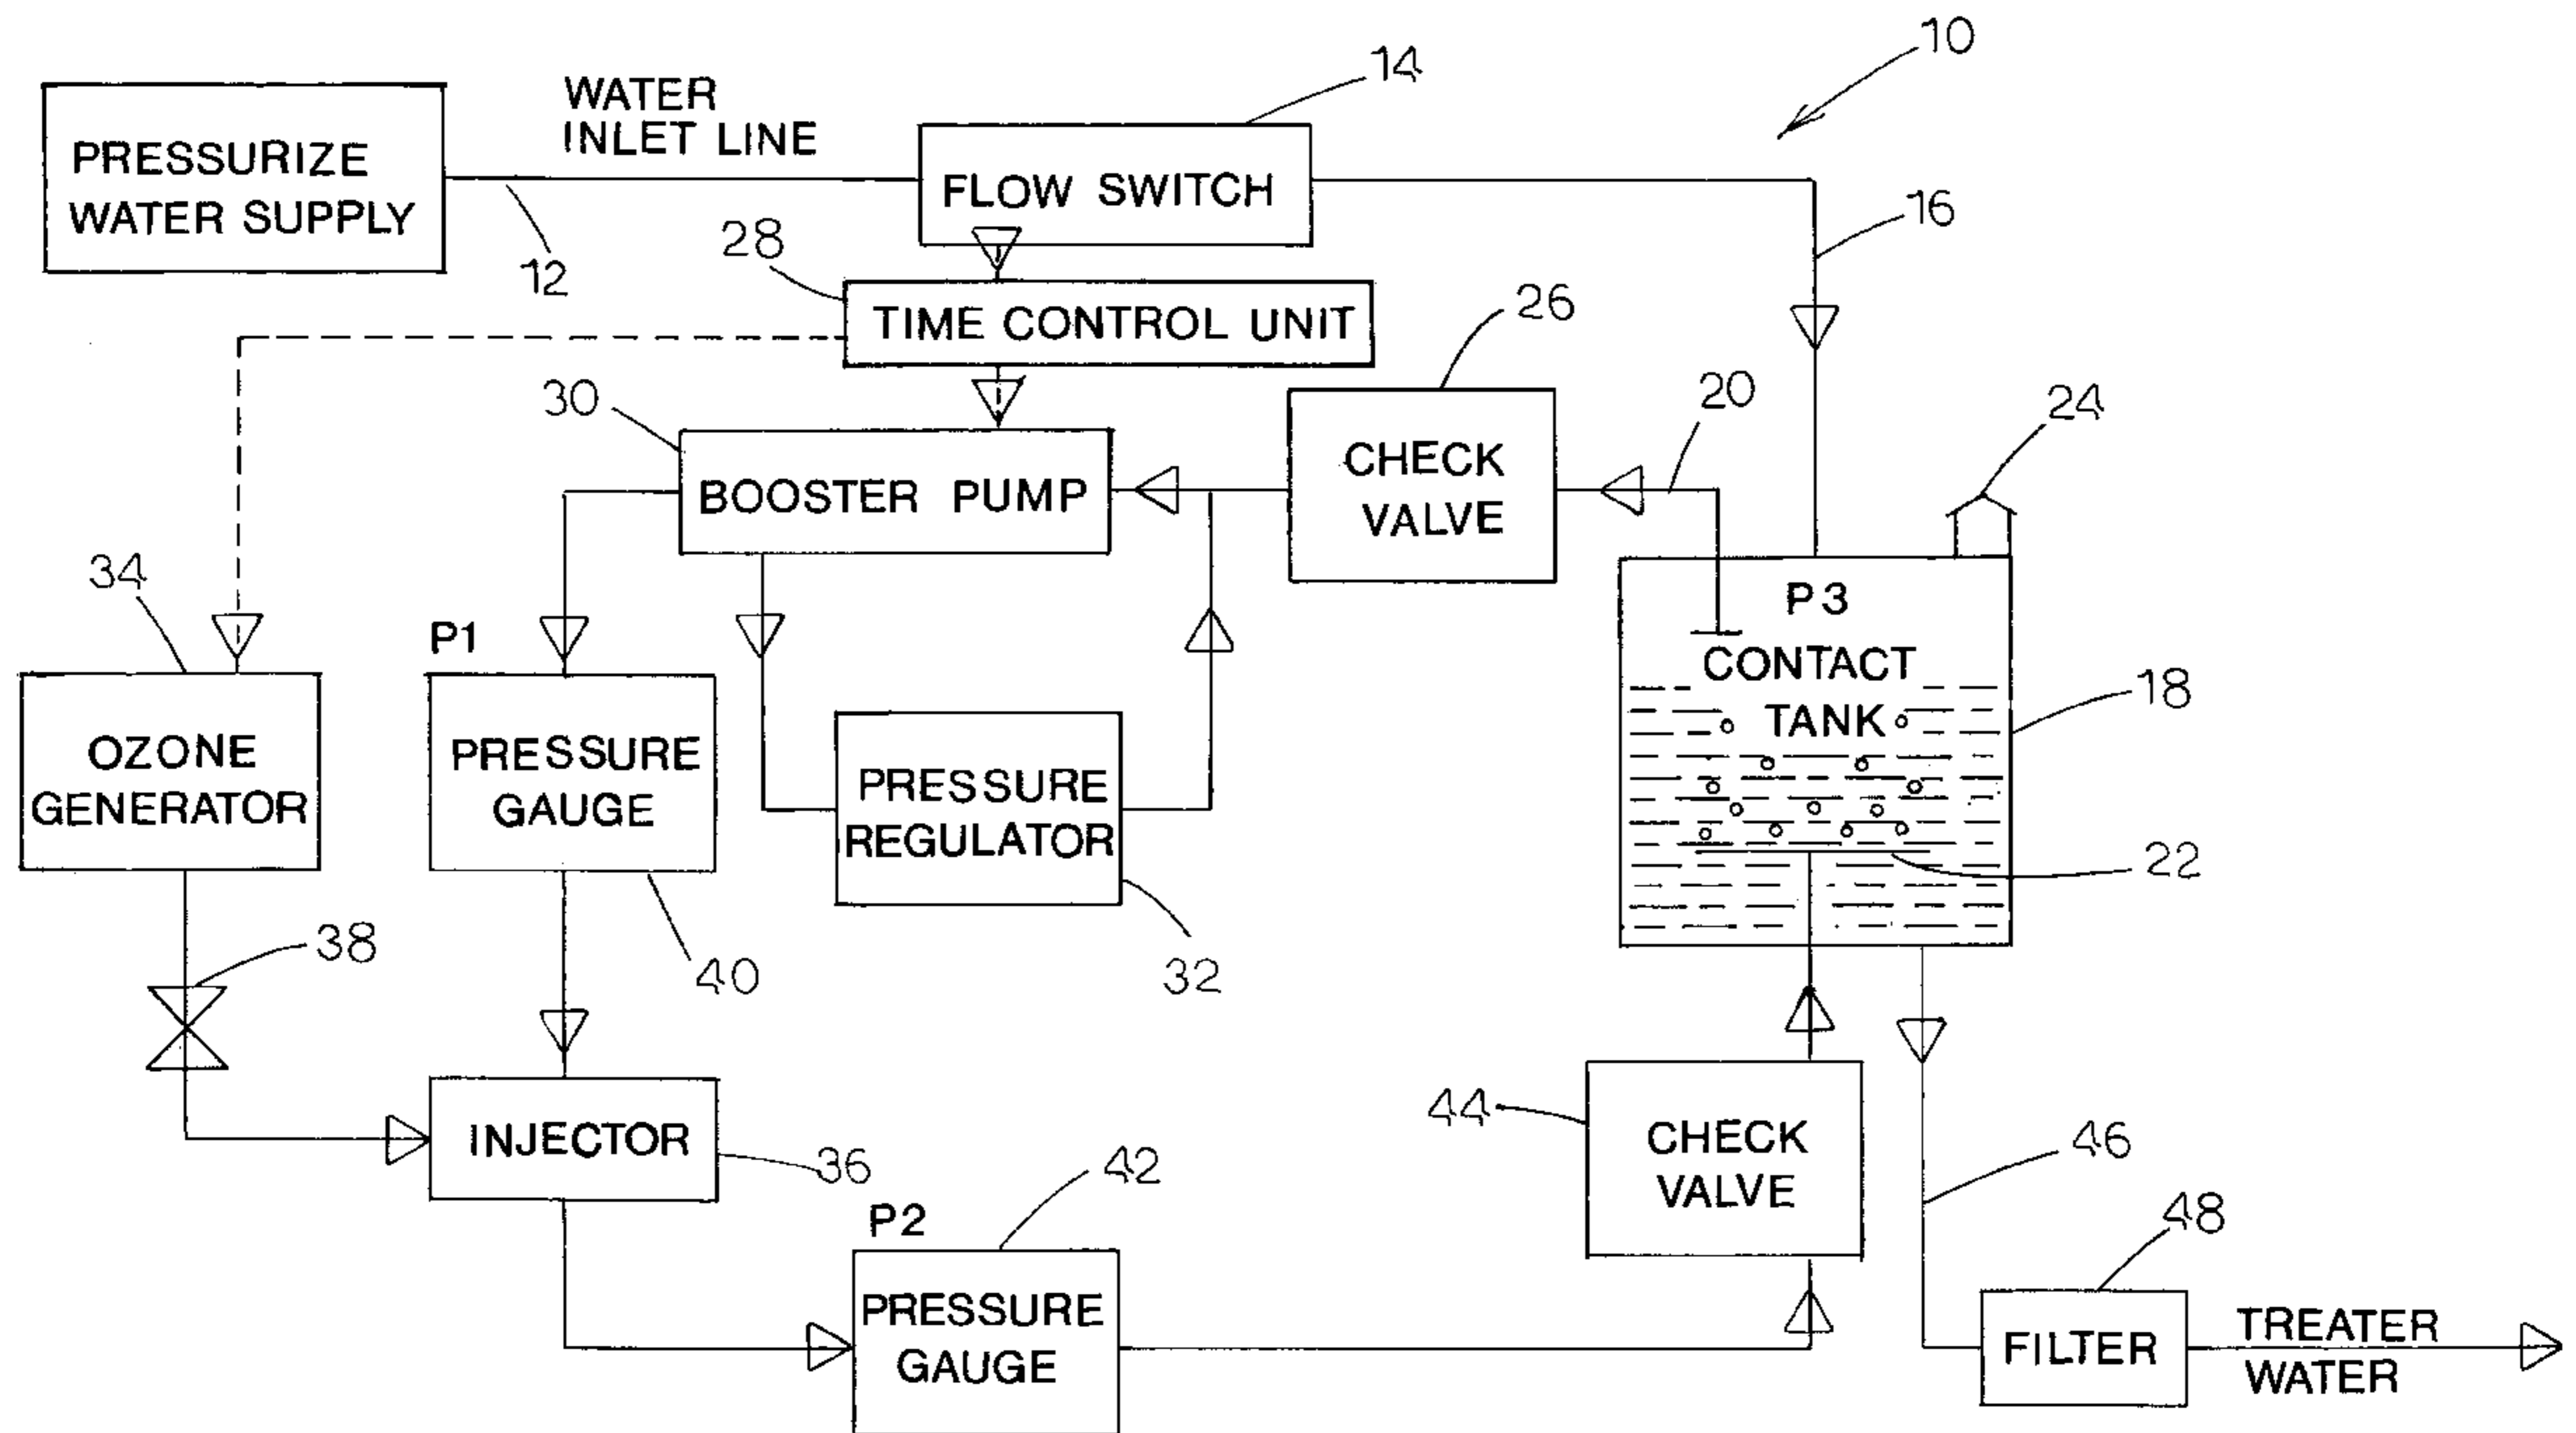 10
14
WATER
INLET LINE
PRESSURIZE
WATER SUPPLY
FLOW SWITCH
12
16
28
TIME CONTROL UNIT
26
20
24
30
BOOSTER PUMP
CHECK
VALVE
34
P1
P3
CONTACT
TANK
18
OZONE
GENERATOR
PRESSURE
GAUGE
PRESSURE
REGULATOR
22
38
40
32
INJECTOR
36
44
CHECK
VALVE
46
42
P2
PRESSURE
GAUGE
48
FILTER
TREATER
WATER